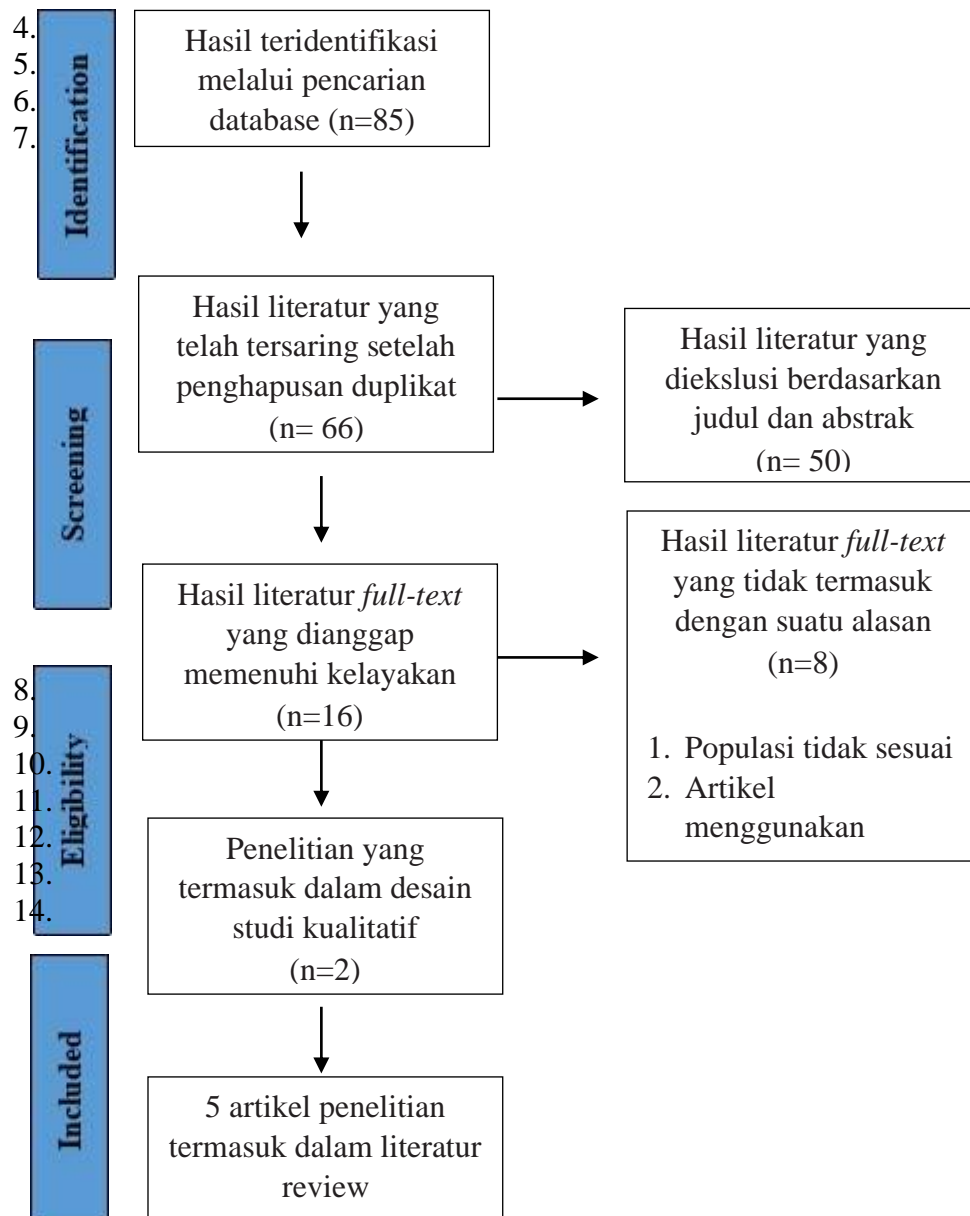 4.
5.
6.
7.
Identification
Hasil teridentifikasi
melalui pencarian
database (n=85)
Screening
Hasil literatur yang
telah tersaring setelah
penghapusan duplikat
(n= 66)
Hasil literatur yang
diekslusi berdasarkan
judul dan abstrak
(n= 50)
Hasil literatur full-text
yang dianggap
memenuhi kelayakan
(n=16)
Hasil literatur full-text
yang tidak termasuk
dengan suatu alasan
(n=8)
1. Populasi tidak sesuai
2. Artikel
menggunakan
8.
9.
10.
11.
12.
13.
14.
Eligibility
Penelitian yang
termasuk dalam desain
studi kualitatif
(n=2)
Included
5 artikel penelitian
termasuk dalam literatur
review